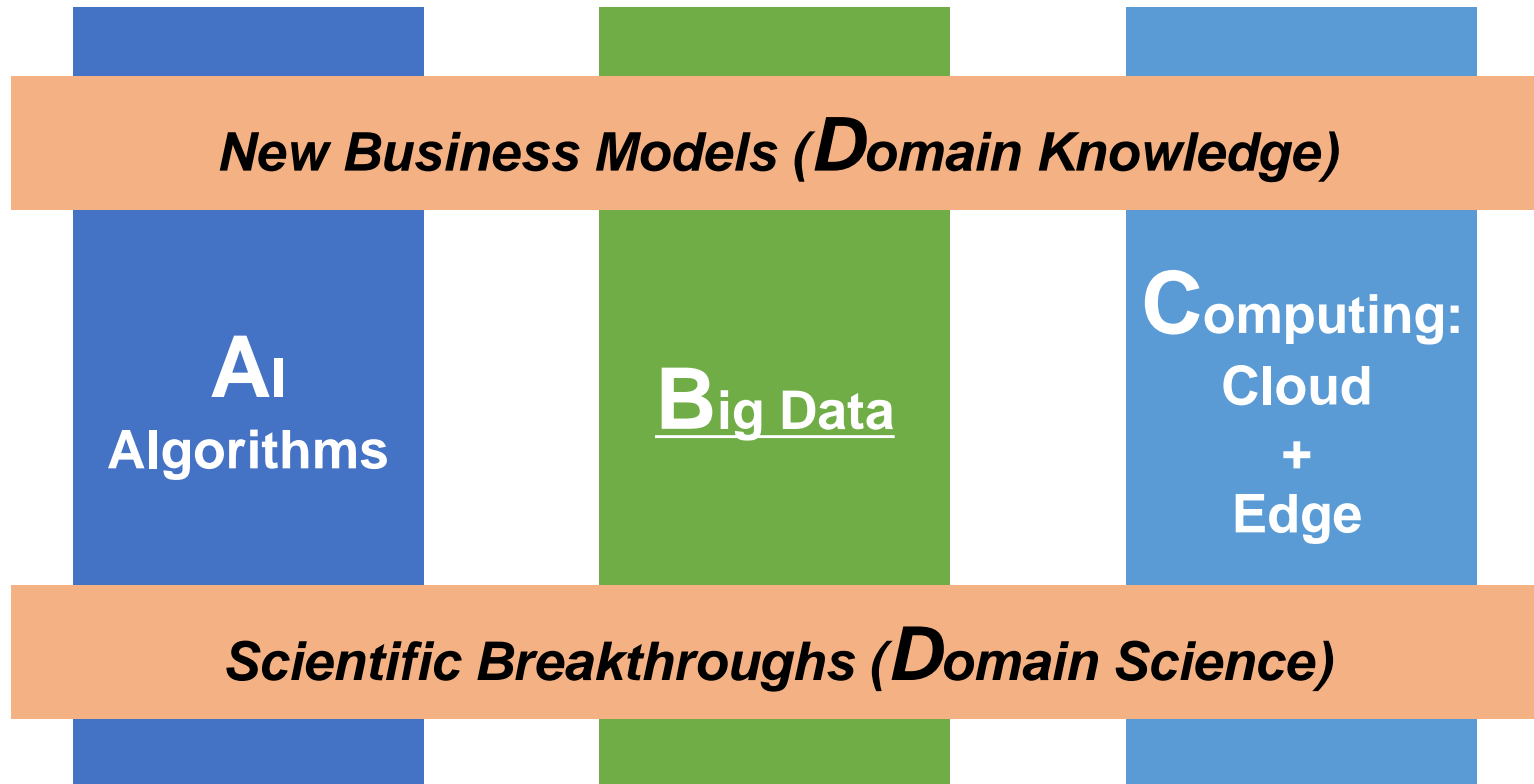 New Business Models (Domain Knowledge)
AI
Algorithms
Big Data
Computing:
Cloud
+
Edge
Scientific Breakthroughs (Domain Science)